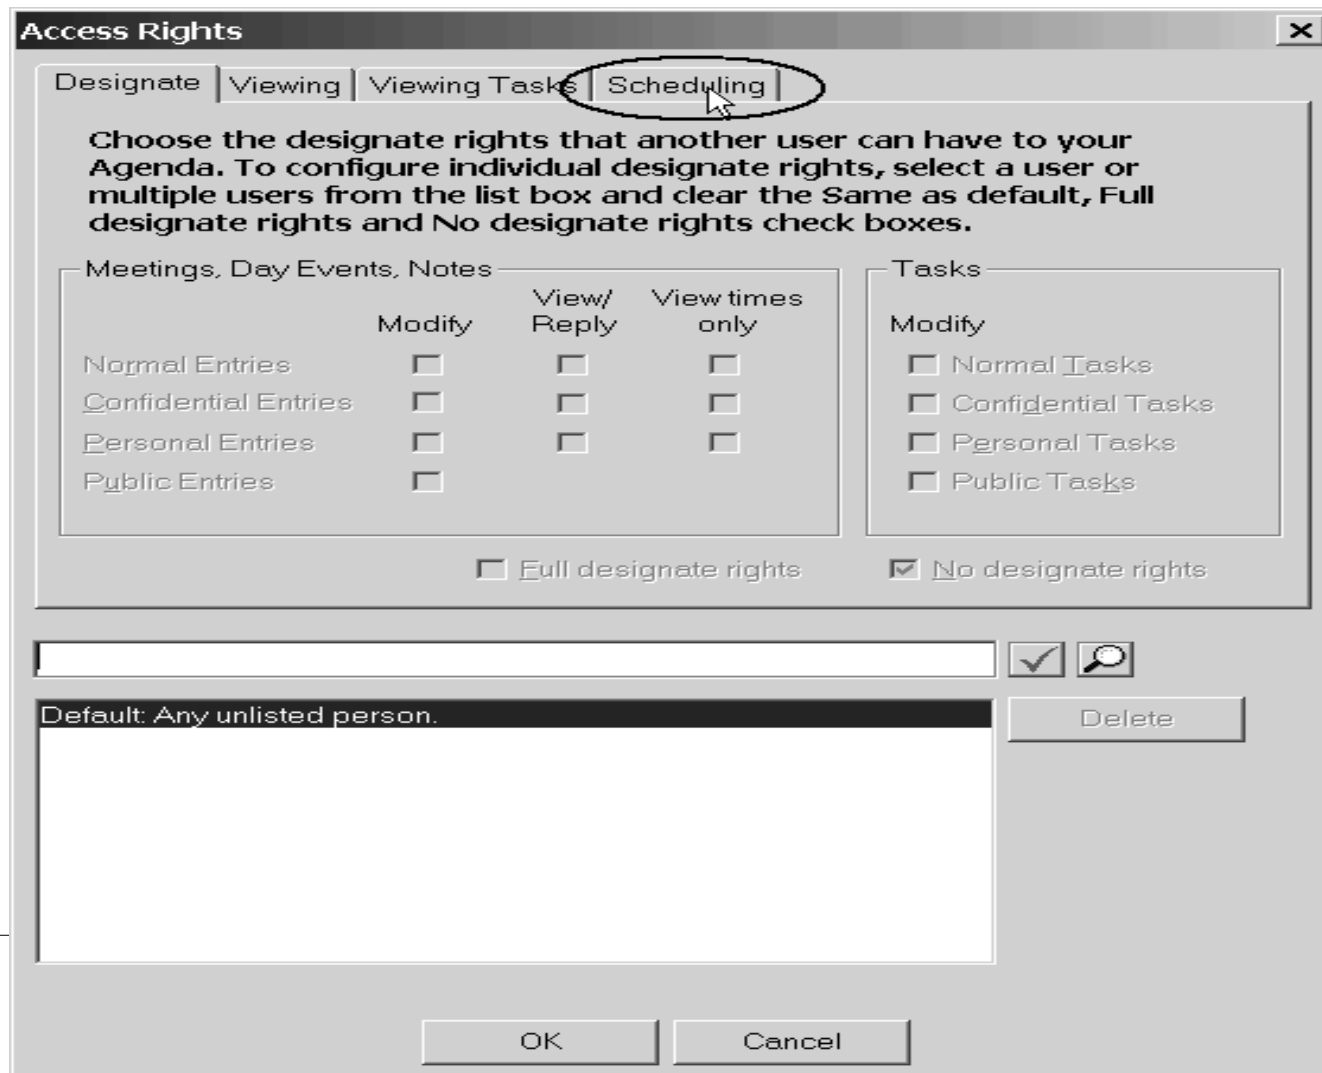 Access Rights
Designate Viewing Viewing Tasks Scheduling
Choose the designate rights that another user can have to your
Agenda. To configure individual designate rights, select a user or
multiple users from the list box and clear the Same as default, Full
designate rights and No designate rights check boxes.
Meetings, Day Events, Notes
Modify View/ Reply View times only
Normal Entries
Confidential Entries
Personal Entries
Public Entries
Tasks
Modify
Normal Tasks
Confidential Tasks
Personal Tasks
Public Tasks
Full designate rights No designate rights
Default: Any unlisted person.
Delete
OK Cancel